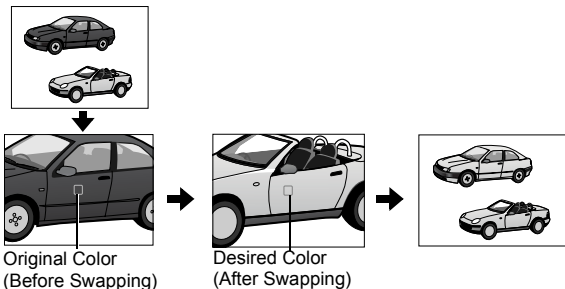 Original Color
(Before Swapping)
Desired Color
(After Swapping)